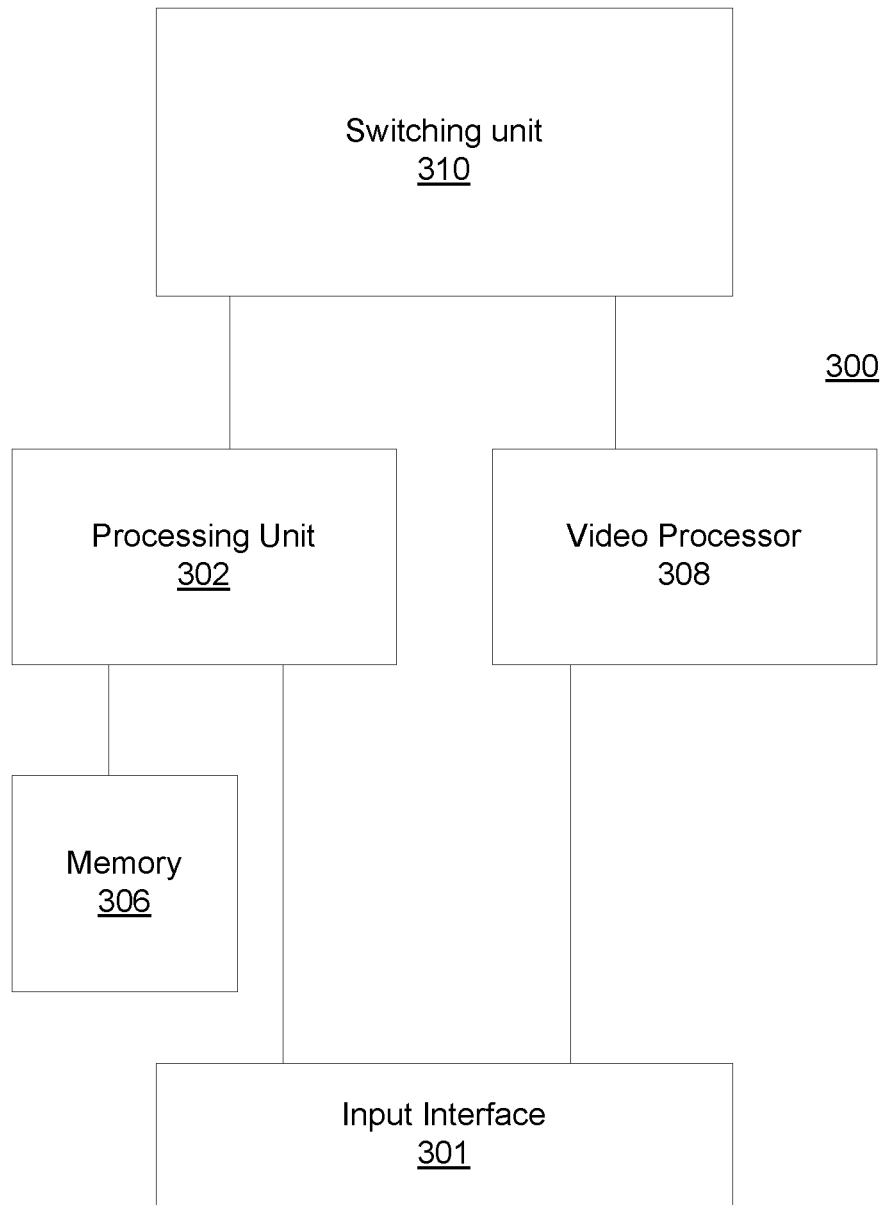 Switching unit
310
300
Processing Unit
302
Video Processor
308
Memory
306
Input Interface
301